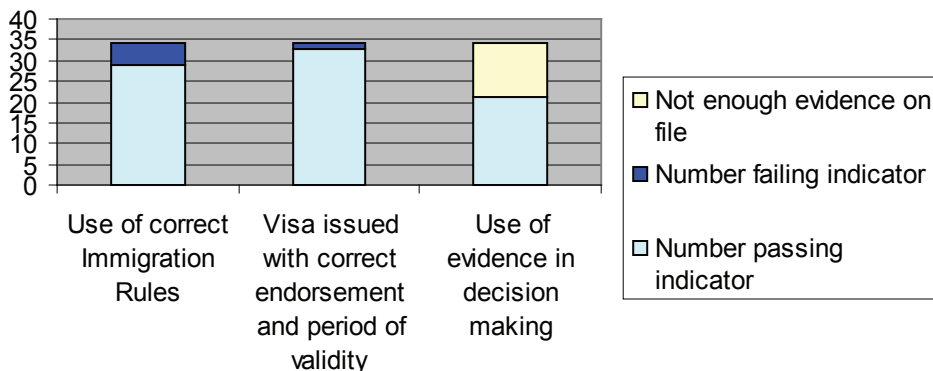 40
35
30
25
20
15
10
5
0
Use of correct
Immigration
Rules
Visa issued
with correct
endorsement
and period of
validity
Use of
evidence in
decision
making
Not enough evidence on
file
Number failing indicator
Number passing
indicator